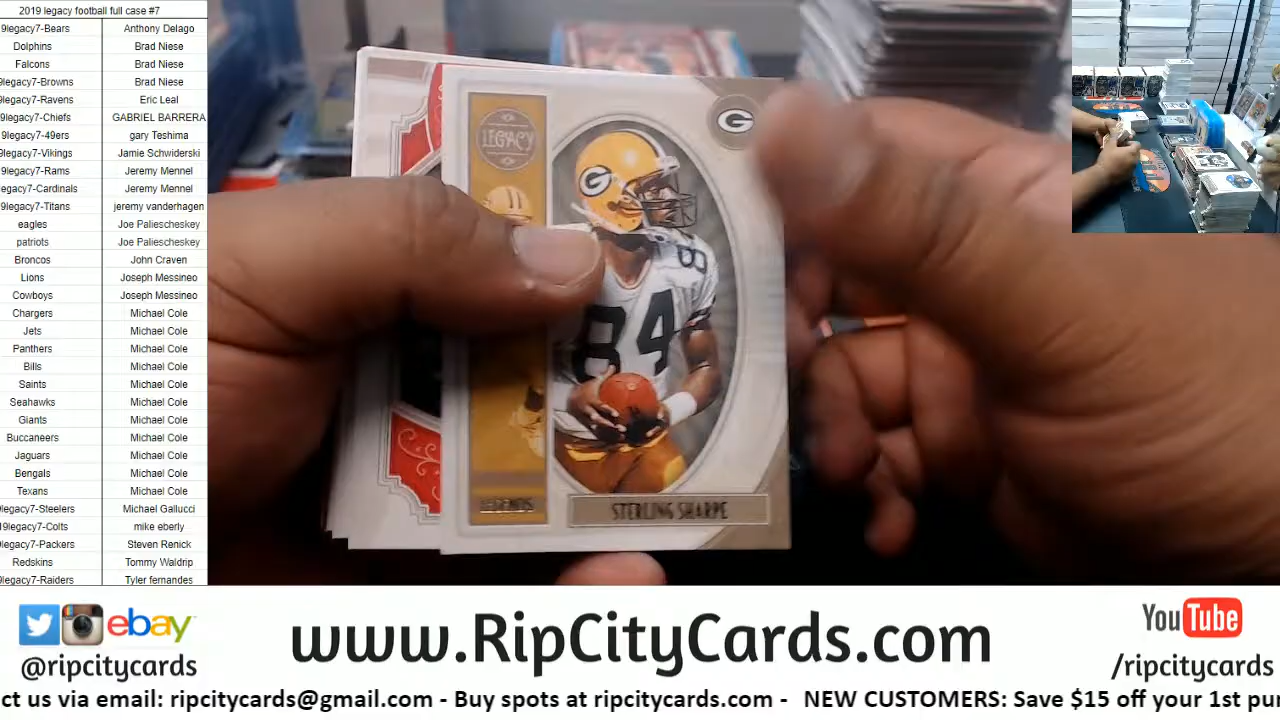 2019 legacy football full case #7
9legacy7-Bears Anthony Delago
Dolphins Brad Niese
Falcons Brad Niese
9legacy7-Browns Brad Niese
9legacy7-Ravens Eric Leal
9legacy7-Chiefs GABRIEL BARRERA
9legacy7-49ers gary Teshima
9legacy7-Vikings Jamie Schwiderski
9legacy7-Rams Jeremy Mennel
egacy7-Cardinals Jeremy Mennel
9legacy7-Titans jeremy vanderhagen
eagles Joe Paliescheskey
patriots Joe Paliescheskey
Broncos John Craven
Lions Joseph Messineo
Cowboys Joseph Messineo
Chargers Michael Cole
Jets Michael Cole
Panthers Michael Cole
Bills Michael Cole
Saints Michael Cole
Seahawks Michael Cole
Giants Michael Cole
Buccaneers Michael Cole
Jaguars Michael Cole
Bengals Michael Cole
Texans Michael Cole
legacy7-Steelers Michael Gallucci
19legacy7-Colts mike eberly
legacy7-Packers Steven Renick
Redskins Tommy Waldrip
9legacy7-Raiders Tyler fernandes
LEGACY
G
G
84
8
LEGENDS
STERLING SHARPE
ebay
@ripcitycards
www.RipCityCards.com
YouTube
/ripcitycards
ct us via email: ripcitycards@gmail.com - Buy spots at ripcitycards.com - NEW CUSTOMERS: Save $15 off your 1st pur